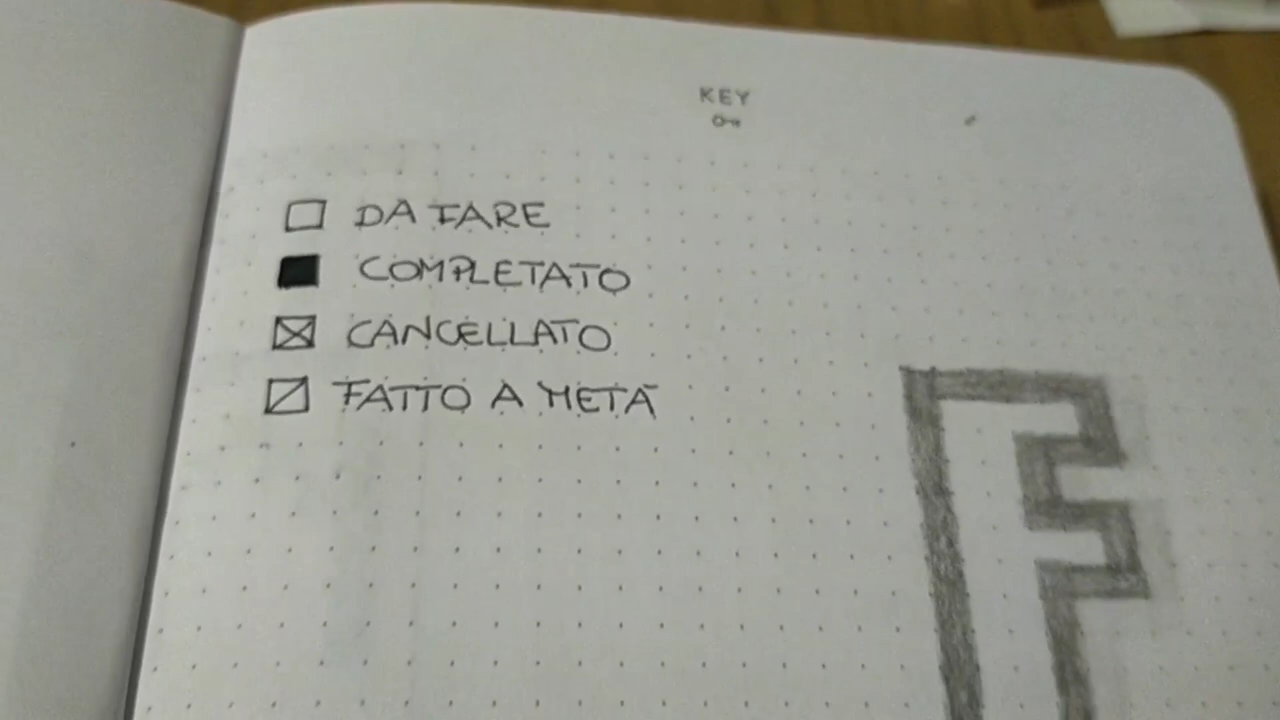 KEY
DA FARE
COMPLETATO
CANCELLATO
FATTO A METÀ
F